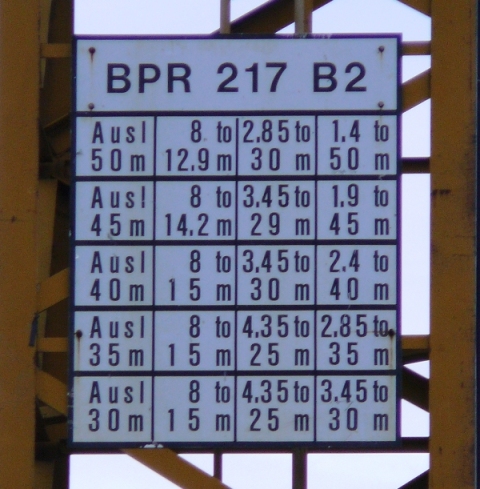 BPR 217 B2
Ausl 8 to 2,85 to 1.4 to
50 m 12.9 m 30 m 50 m
Ausl 8 to 3,45 to 1.9 to
45 m 14.2 m 29 m 45 m
Ausl 8 to 3,45 to 2.4 to
40 m 15 m 30 m 40 m
Ausl 8 to 4,35 to 2,85 to
35 m 15 m 25 m 35 m
Ausl 8 to 4,35 to 3.45 to
30 m 15 m 25 m 30 m